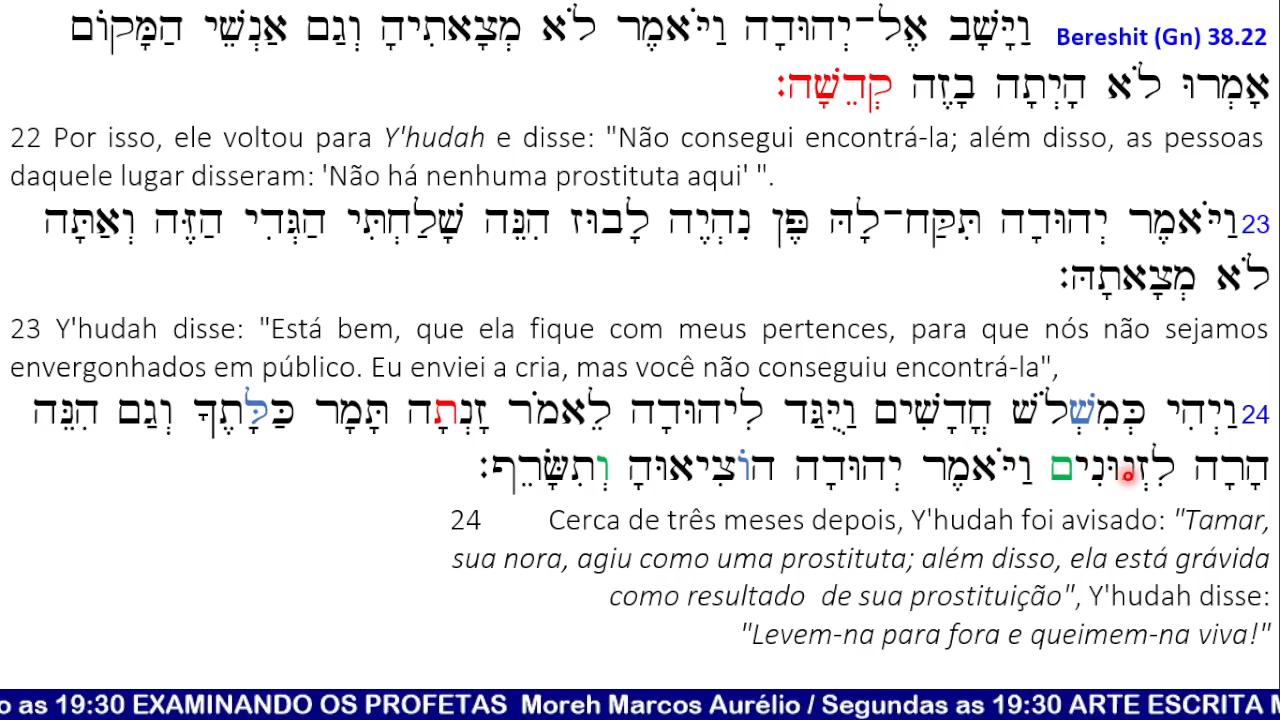 Bereshit (Gn) 38.22 וַיָּשָׁב אֶל־יְהוּדָה וַיֹּאמֶר לֹא מְצָאתִיהָ וְגַם אַנְשֵׁי הַמָּקוֹם
אָמְרוּ לֹא הָיְתָה בָזֶה קְדֵשָׁה׃
22 Por isso, ele voltou para Y'hudah e disse: "Não consegui encontrá-la; além disso, as pessoas
daquele lugar disseram: 'Não há nenhuma prostituta aqui' ".
23 וַיֹּאמֶר יְהוּדָה תִּקַּח־לָהּ פֶּן נִהְיֶה לָבוּז הִנֵּה שָׁלַחְתִּי הַגְּדִי הַזֶּה וְאַתָּה
לֹא מְצָאתָהּ׃
23 Y'hudah disse: "Está bem, que ela fique com meus pertences, para que nós não sejamos
envergonhados em público. Eu enviei a cria, mas você não conseguiu encontrá-la",
24 וַיְהִי כְּמִשְׁלֹשׁ חֳדָשִׁים וַיֻּגַּד לִיהוּדָה לֵאמֹר זָנְתָה תָּמָר כַּלָּתֶךָ וְגַם הִנֵּה
הָרָה לִזְנוּנִים וַיֹּאמֶר יְהוּדָה הוֹצִיאוּהָ וְתִשָּׂרֵף׃
24 Cerca de três meses depois, Y'hudah foi avisado: "Tamar,
sua nora, agiu como uma prostituta; além disso, ela está grávida
como resultado de sua prostituição", Y'hudah disse:
"Levem-na para fora e queimem-na viva!"
o as 19:30 EXAMINANDO OS PROFETAS Moreh Marcos Aurélio / Segundas as 19:30 ARTE ESCRITA M